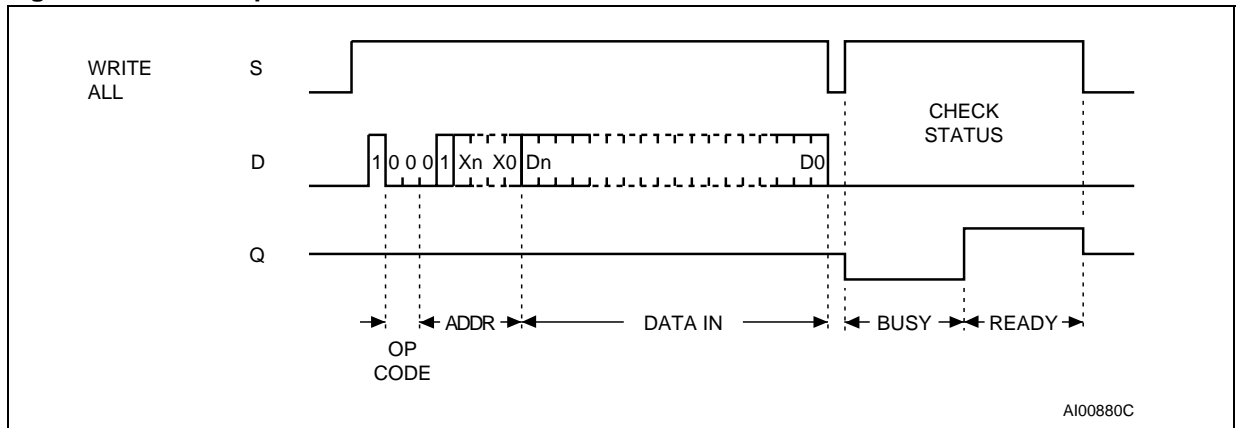 WRITE S
ALL
CHECK
STATUS
D 1 0 0 0 1 Xn X0 Dn D0
Q
ADDR DATA IN BUSY READY
OP
CODE
AI00880C